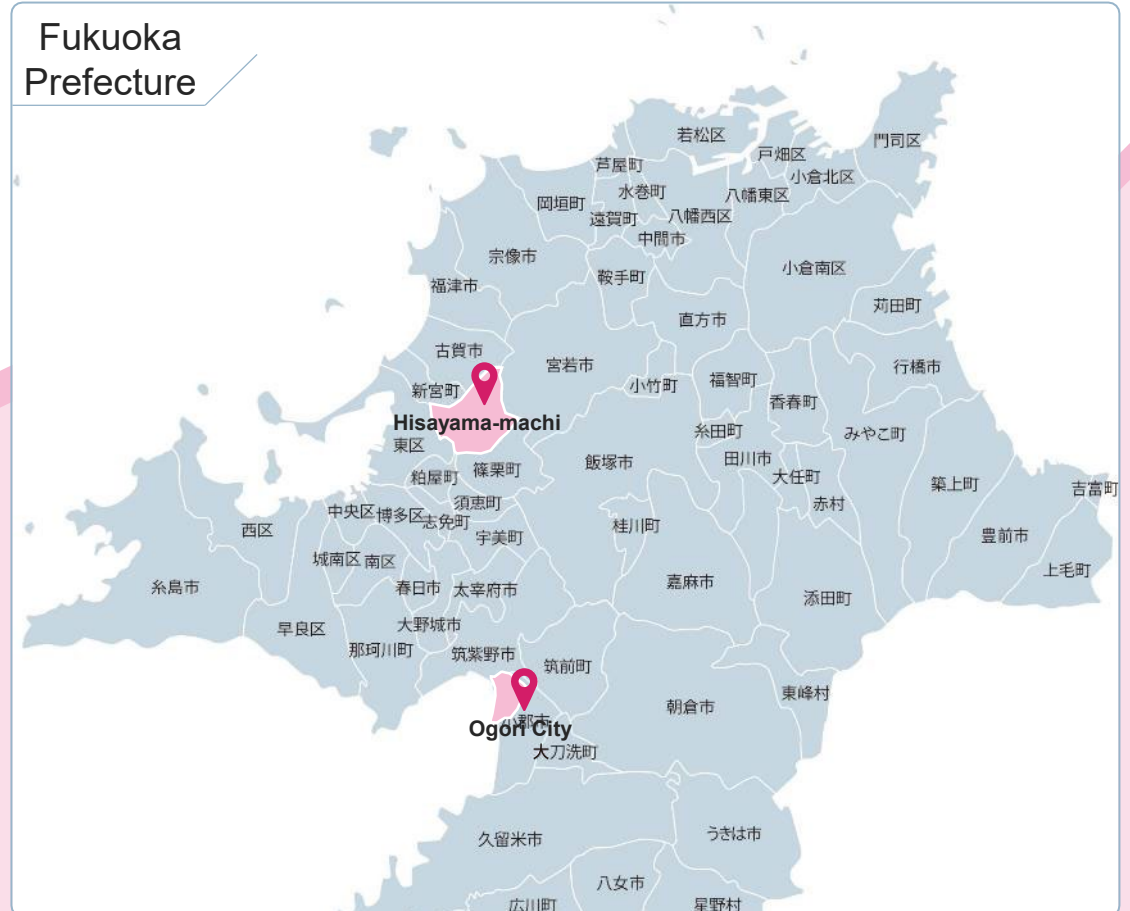 Fukuoka
Prefecture
門司区
若松区
戸畑区
芦屋町
小倉北区
水巻町
八幡東区
岡垣町
遠賀町
八幡西区
中間市
宗像市
小倉南区
鞍手町
福津市
苅田町
直方市
古賀市
宮若市
行橋市
福智町
小竹町
新宮町
香春町
Hisayama-machi
糸田町
みやこ町
東区
田川市
飯塚市
篠栗町
粕屋町
大任町
築上町
吉富町
須恵町
赤村
中央区
博多区
志免町
桂川町
西区
宇美町
豊前市
城南区
南区
上毛町
嘉麻市
糸島市
春日市
太宰府市
添田町
大野城市
早良区
那珂川町
筑紫野市
筑前町
東峰村
朝倉市
小郡市
Ogori City
大刀洗町
うきは市
久留米市
八女市
広川町
星野村